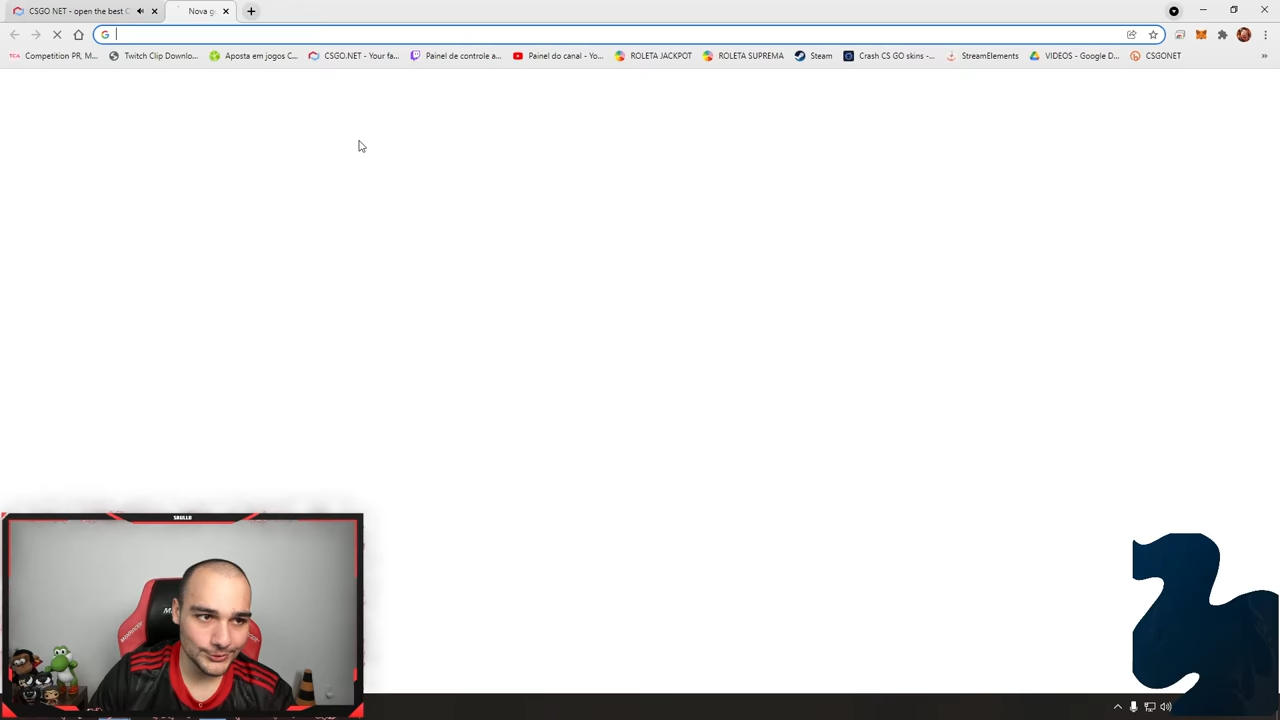 CSGO NET - open the best C
Nova g
Competition PR, M...
Twitch Clip Downlo...
Aposta em jogos C...
CSGO.NET - Your fa...
Painel de controle a...
Painel do canal - Yo...
ROLETA JACKPOT
ROLETA SUPREMA
Steam
Crash CS GO skins -...
StreamElements
VIDEOS - Google D...
CSGONET
SKULLO